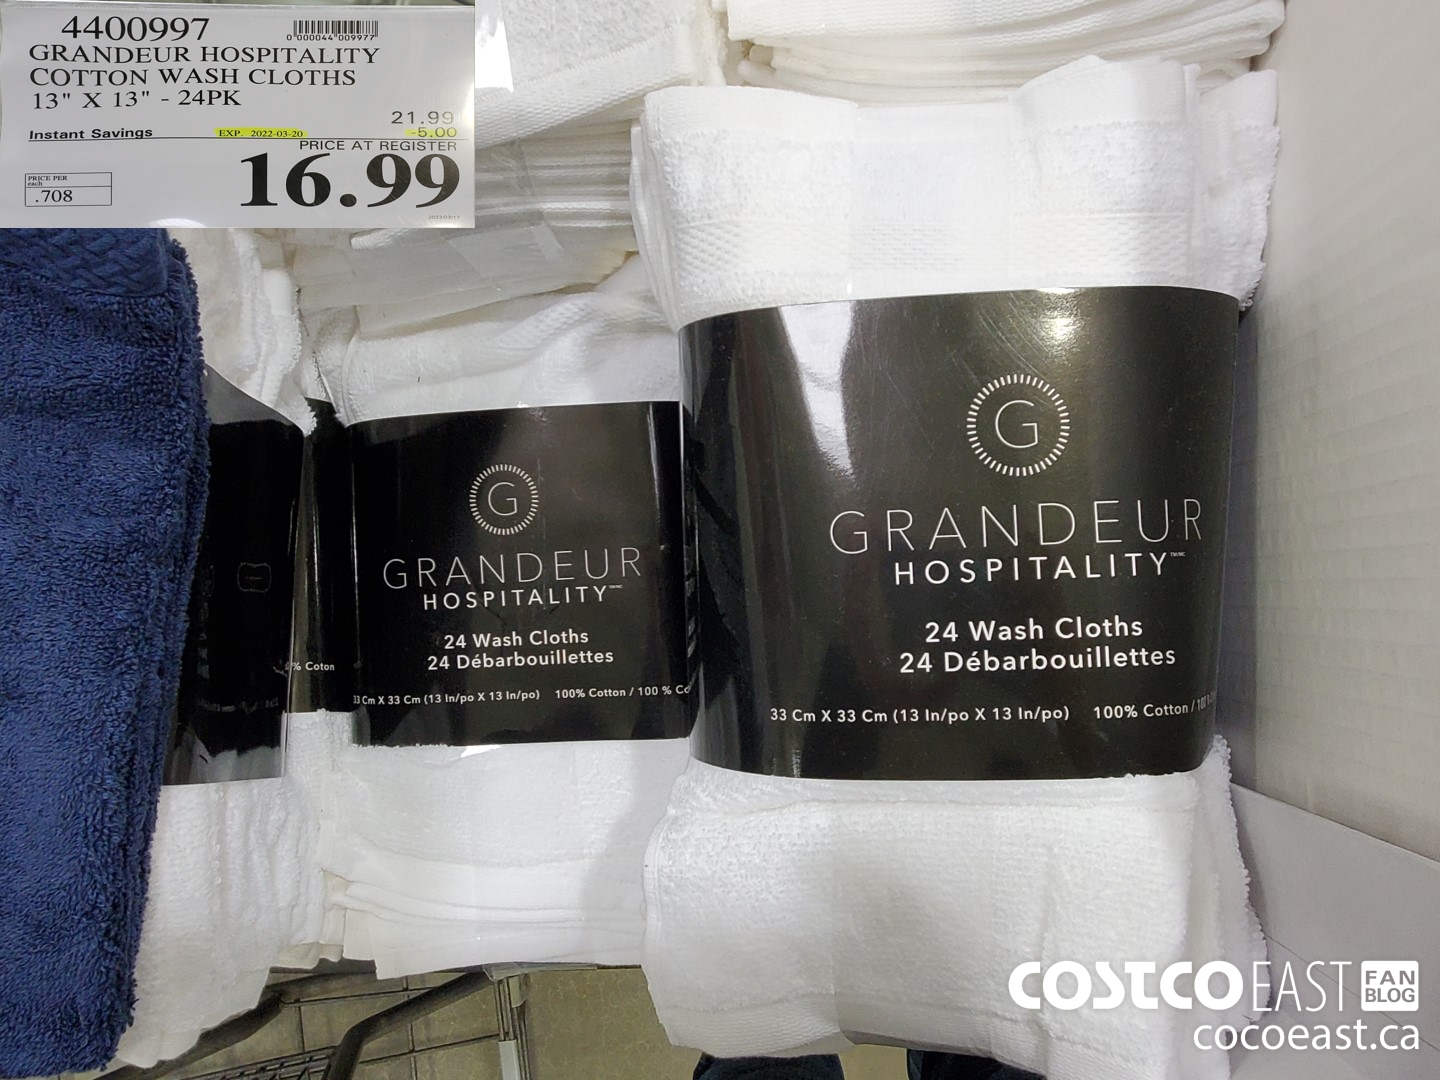 4400997
0 000044 009977
GRANDEUR HOSPITALITY
COTTON WASH CLOTHS
13" X 13" - 24PK
21.99
Instant Savings EXP. 2022-03-20 -5.00
PRICE AT REGISTER
16.99
PRICE PER
each
.708
% Coton
G
GRANDEUR
HOSPITALITY
24 Wash Cloths
24 Débarbouillettes
33 Cm X 33 Cm (13 In/po X 13 In/po) 100% Cotton / 100 % Co
G
GRANDEUR
HOSPITALITY TM/MC
24 Wash Cloths
24 Débarbouillettes
33 Cm X 33 Cm (13 In/po X 13 In/po) 100% Cotton /
COSTCO EAST FAN
BLOG
cocoeast.ca